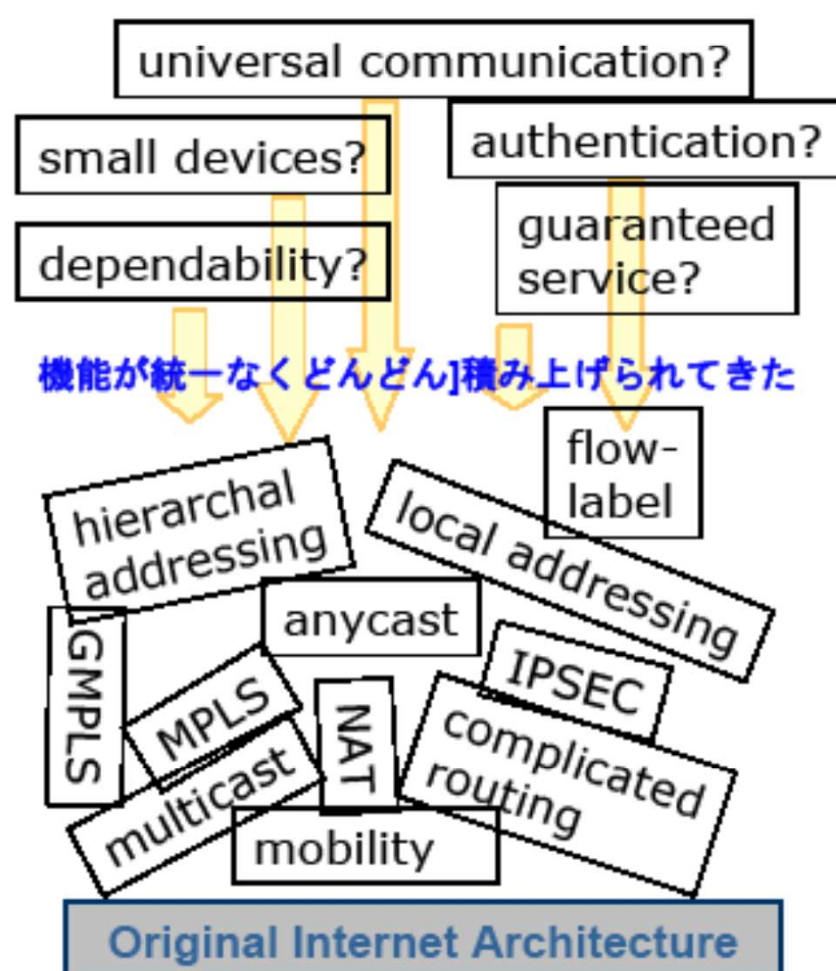 universal communication?
small devices?
authentication?
dependability?
guaranteed
service?
機能が統一なくどんどん]積み上げられてきた
flow-
label
hierarchal
addressing
local addressing
anycast
GMPLS
MPLS
NAT
IPSEC
complicated
routing
multicast
mobility
Original Internet Architecture